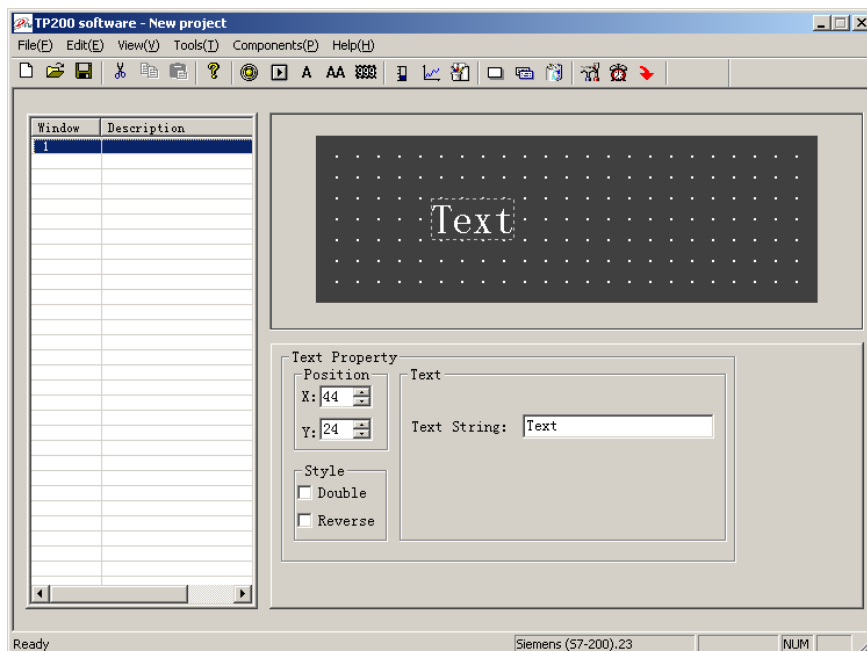 TP200 software - New project
File(F) Edit(E) View(V) Tools(T) Components(P) Help(H)
A AA
Window Description
1
Text
Text Property
Position
X: 44
Y: 24
Style
Double
Reverse
Text
Text String: Text
Ready Siemens (S7-200).23 NUM